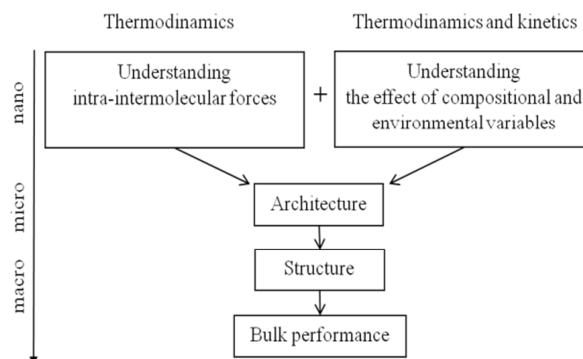 Thermodinamics
Thermodinamics and kinetics
Understanding
intra-intermolecular forces
+
Understanding
the effect of compositional and
environmental variables
Architecture
Structure
Bulk performance
nano
micro
macro